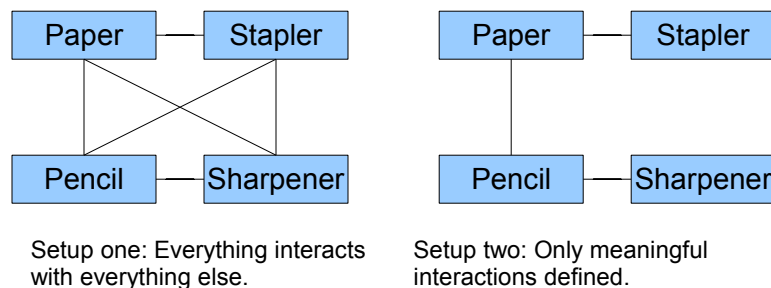 Paper
Stapler
Paper
Stapler
Pencil
Sharpener
Pencil
Sharpener
Setup one: Everything interacts
with everything else.
Setup two: Only meaningful
interactions defined.